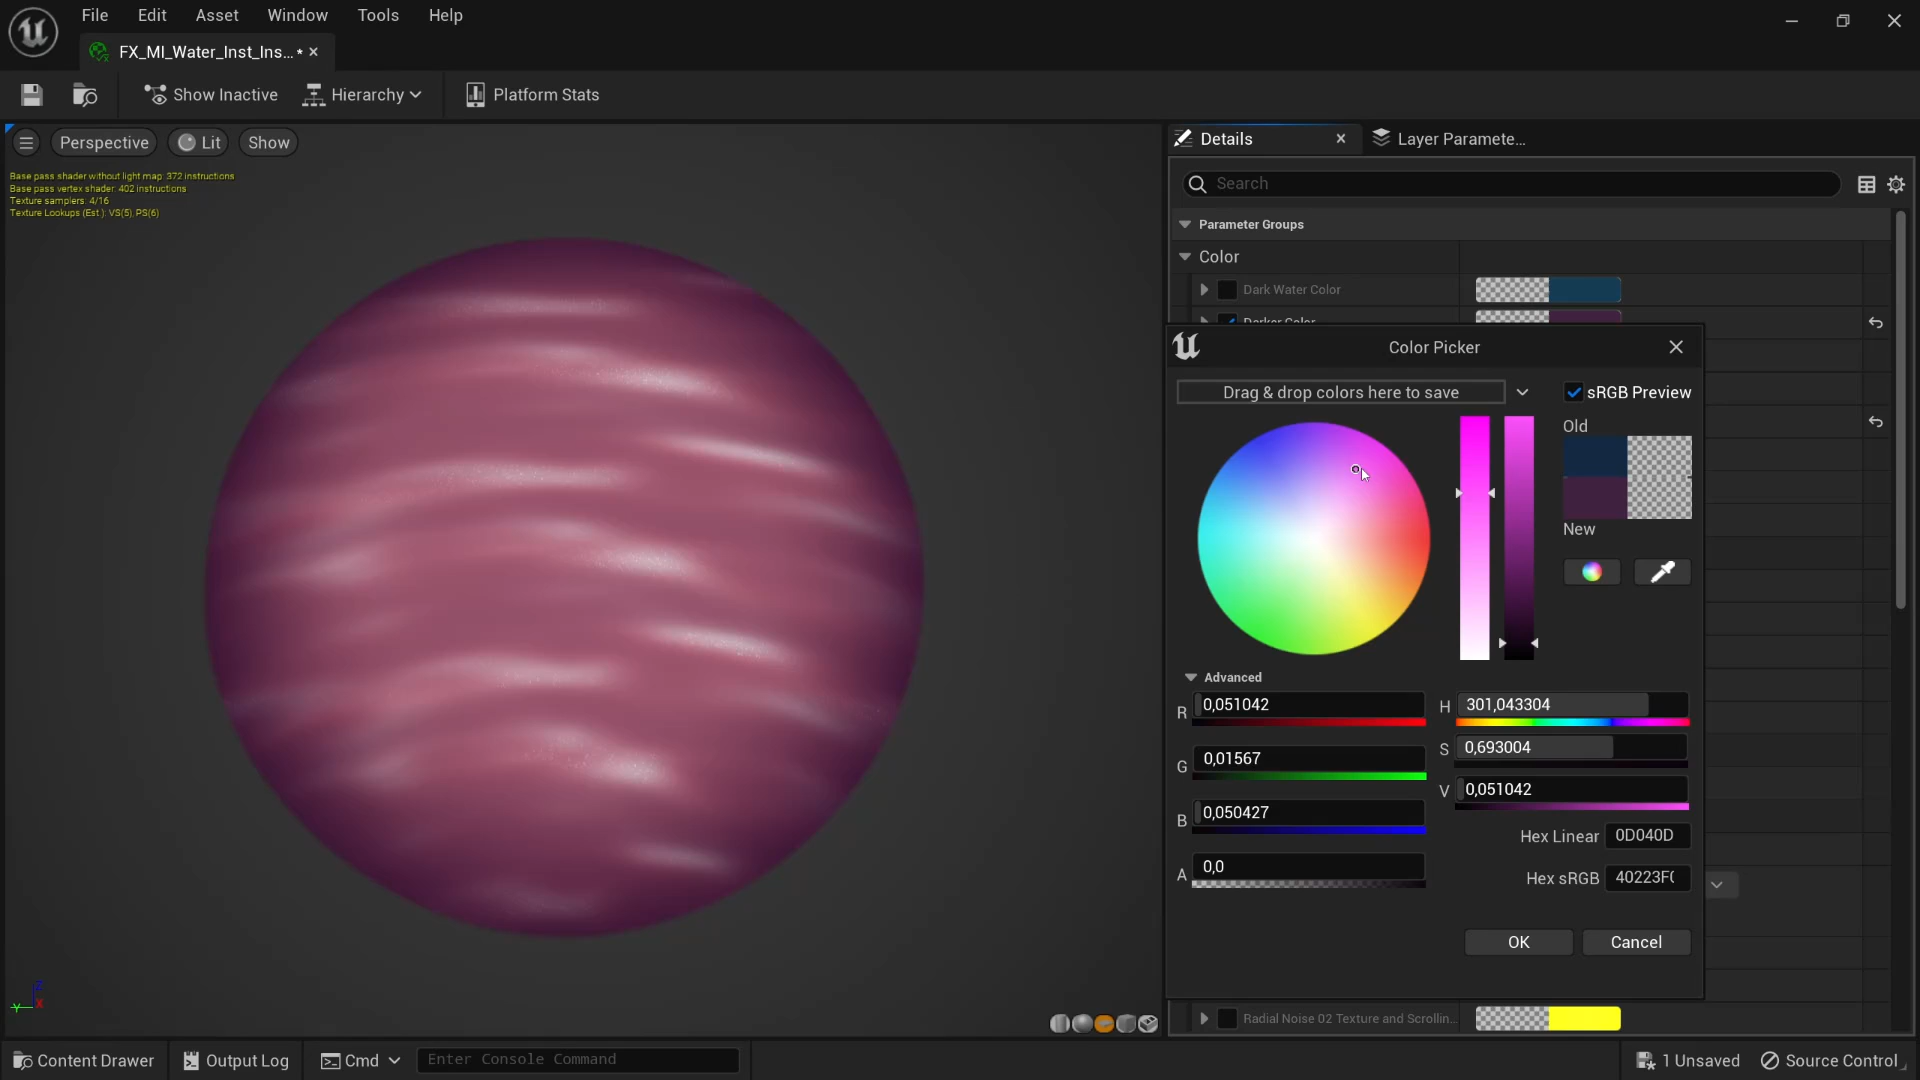 File Edit Asset Window Tools Help
FX_MI_Water_Inst_Ins...*
Show Inactive Hierarchy Platform Stats
Perspective Lit Show
Base pass shader without light map: 372 instructions
Base pass vertex shader: 402 instructions
Texture samplers: 4/16
Texture Lookups (Est.): VS(5), PS(6)
Details Layer Paramete...
Search
Parameter Groups
Color
Dark Water Color
Darker Color
Color Picker
Drag & drop colors here to save
sRGB Preview
Old
New
Advanced
R 0,051042
H 301,043304
G 0,01567
S 0,693004
B 0,050427
V 0,051042
A 0,0
Hex Linear 0D040D
Hex sRGB 40223F
OK Cancel
Radial Noise 02 Texture and Scrollin...
Content Drawer Output Log Cmd Enter Console Command
1 Unsaved Source Control
Z
X
Y